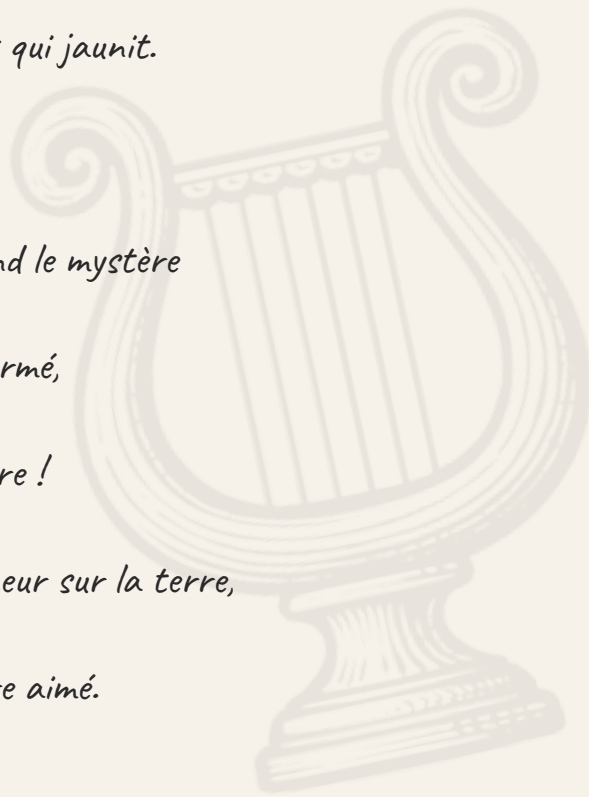 qui jaunit.
nd le mystère
rmé,
re !
eur sur la terre,
e aimé.